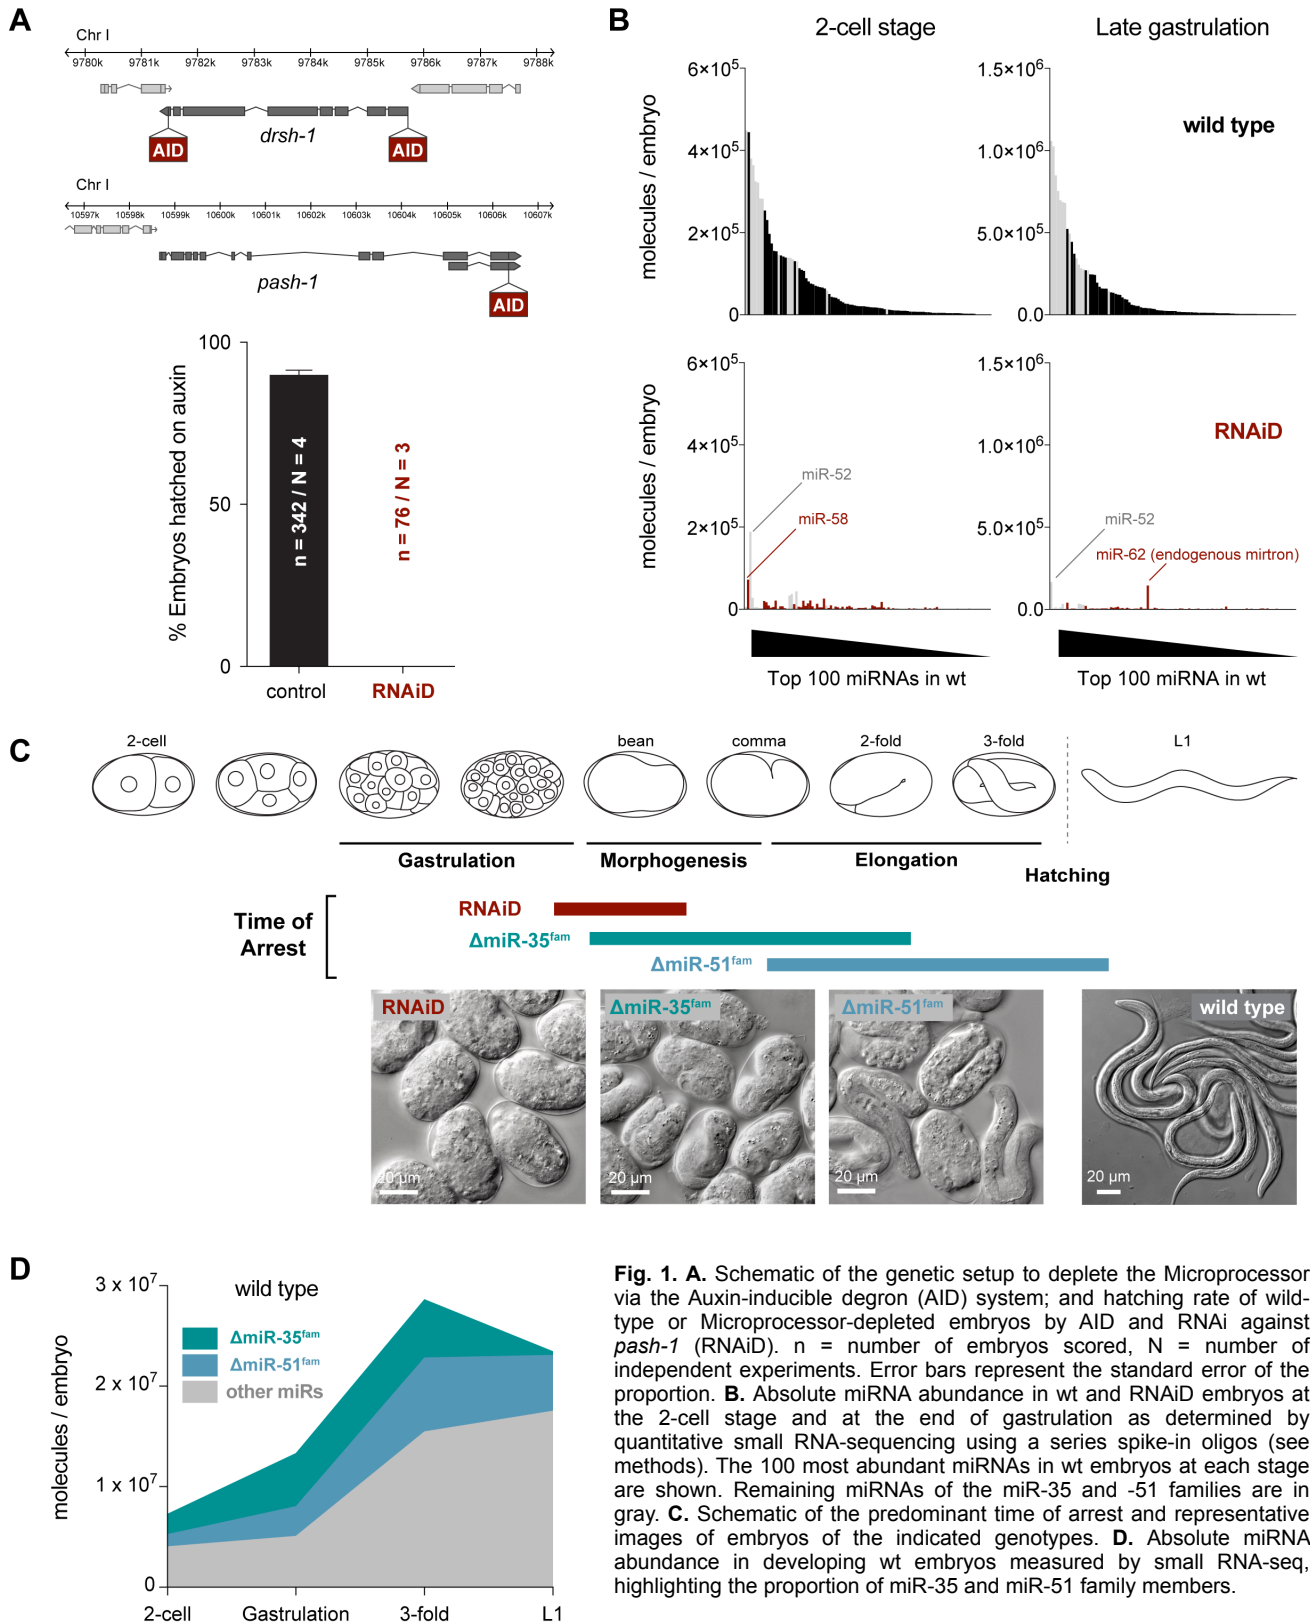 A
Chr I
9780k 9781k 9782k 9783k 9784k 9785k 9786k 9787k 9788k
AID
drsh-1
AID
Chr I
10597k 10598k 10599k 10600k 10601k 10602k 10603k 10604k 10605k 10606k 10607k
pash-1
AID
% Embryos hatched on auxin
100
50
0
n = 342 / N = 4
n = 76 / N = 3
control
RNAiD
B
2-cell stage
Late gastrulation
molecules / embryo
6×10⁵
4×10⁵
2×10⁵
0
1.5×10⁶
1.0×10⁶
5.0×10⁵
0.0
wild type
molecules / embryo
6×10⁵
4×10⁵
2×10⁵
0
miR-52
miR-58
1.5×10⁶
1.0×10⁶
5.0×10⁵
0.0
RNAiD
miR-52
miR-62 (endogenous mirtron)
Top 100 miRNAs in wt
Top 100 miRNA in wt
C
2-cell
bean
comma
2-fold
3-fold
L1
Gastrulation
Morphogenesis
Elongation
Hatching
Time of
Arrest
RNAiD
ΔmiR-35fam
ΔmiR-51fam
RNAiD
20 µm
ΔmiR-35fam
20 µm
ΔmiR-51fam
20 µm
wild type
20 µm
D
molecules / embryo
3 x 10⁷
2 x 10⁷
1 x 10⁷
0
wild type
ΔmiR-35fam
ΔmiR-51fam
other miRs
2-cell
Gastrulation
3-fold
L1
Fig. 1. A. Schematic of the genetic setup to deplete the Microprocessor
via the Auxin-inducible degron (AID) system; and hatching rate of wild-
type or Microprocessor-depleted embryos by AID and RNAi against
pash-1 (RNAiD). n = number of embryos scored, N = number of
independent experiments. Error bars represent the standard error of the
proportion. B. Absolute miRNA abundance in wt and RNAiD embryos at
the 2-cell stage and at the end of gastrulation as determined by
quantitative small RNA-sequencing using a series spike-in oligos (see
methods). The 100 most abundant miRNAs in wt embryos at each stage
are shown. Remaining miRNAs of the miR-35 and -51 families are in
gray. C. Schematic of the predominant time of arrest and representative
images of embryos of the indicated genotypes. D. Absolute miRNA
abundance in developing wt embryos measured by small RNA-seq,
highlighting the proportion of miR-35 and miR-51 family members.